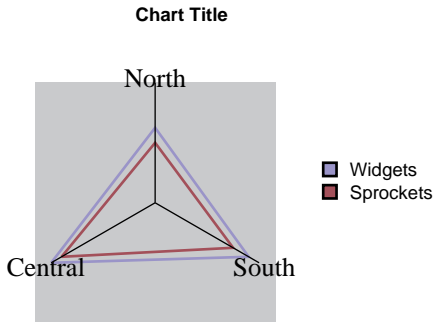 Chart Title
North
Widgets
Sprockets
Central
South